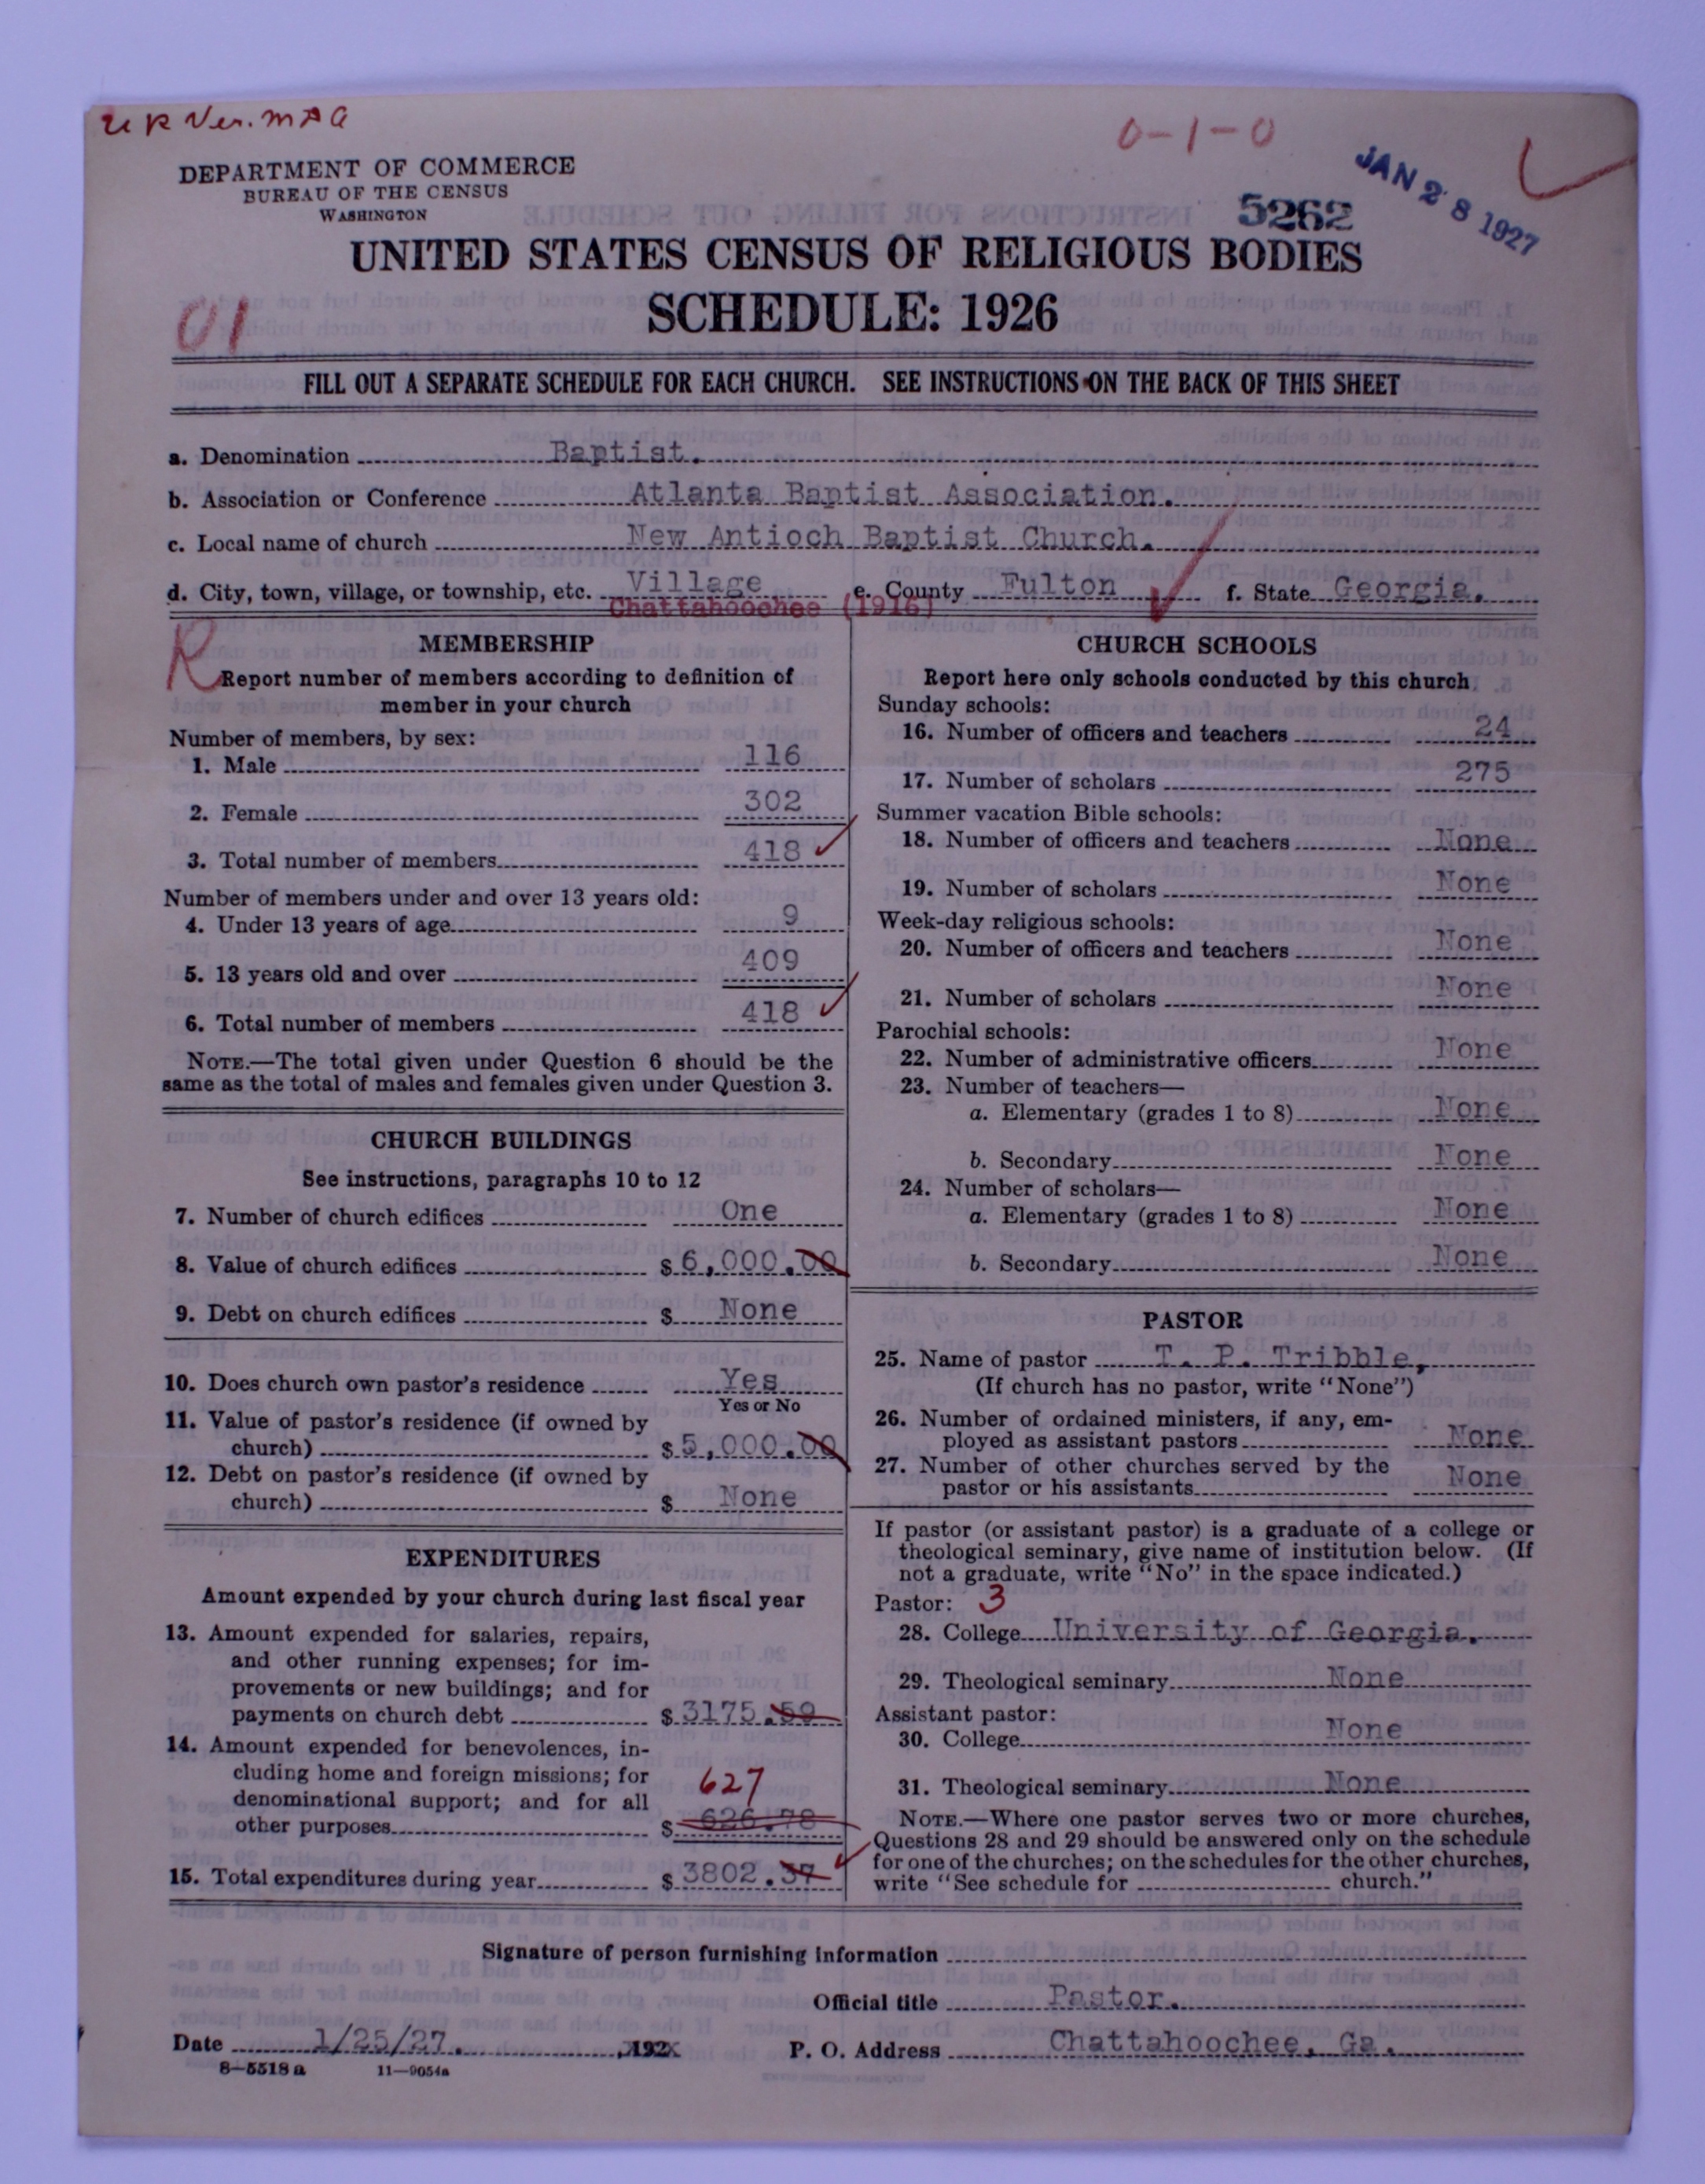 DEPARTMENT OF COMMERCE
BUREAU OF THE CENSUS
WASHINGTON
0-1-0
JAN 28 1927
5262
UNITED STATES CENSUS OF RELIGIOUS BODIES
SCHEDULE: 1926
01
FILL OUT A SEPARATE SCHEDULE FOR EACH CHURCH. SEE INSTRUCTIONS ON THE BACK OF THIS SHEET
a. Denomination Baptist.
b. Association or Conference Atlanta Baptist Association.
c. Local name of church New Antioch Baptist Church.
d. City, town, village, or township, etc. Village e. County Fulton f. State Georgia.
Chattahoochee (1916)
R
MEMBERSHIP
Report number of members according to definition of
member in your church
Number of members, by sex:
1. Male 116
2. Female 302
3. Total number of members 418
Number of members under and over 13 years old:
4. Under 13 years of age 9
5. 13 years old and over 409
6. Total number of members 418
NOTE.—The total given under Question 6 should be the
same as the total of males and females given under Question 3.
CHURCH BUILDINGS
See instructions, paragraphs 10 to 12
7. Number of church edifices One
8. Value of church edifices $ 6,000.00
9. Debt on church edifices $ None
10. Does church own pastor's residence Yes
Yes or No
11. Value of pastor's residence (if owned by
church) $ 5,000.00
12. Debt on pastor's residence (if owned by
church) $ None
EXPENDITURES
Amount expended by your church during last fiscal year
13. Amount expended for salaries, repairs,
and other running expenses; for im-
provements or new buildings; and for
payments on church debt $ 3175.59
14. Amount expended for benevolences, in-
cluding home and foreign missions; for
denominational support; and for all
627
other purposes $ 626.78
15. Total expenditures during year $ 3802.37
CHURCH SCHOOLS
Report here only schools conducted by this church
Sunday schools:
16. Number of officers and teachers 24
17. Number of scholars 275
Summer vacation Bible schools:
18. Number of officers and teachers None
19. Number of scholars None
Week-day religious schools:
20. Number of officers and teachers None
21. Number of scholars None
Parochial schools:
22. Number of administrative officers None
23. Number of teachers—
a. Elementary (grades 1 to 8) None
b. Secondary None
24. Number of scholars—
a. Elementary (grades 1 to 8) None
b. Secondary None
PASTOR
25. Name of pastor T. P. Tribble,
(If church has no pastor, write "None")
26. Number of ordained ministers, if any, em-
ployed as assistant pastors None
27. Number of other churches served by the
pastor or his assistants None
If pastor (or assistant pastor) is a graduate of a college or
theological seminary, give name of institution below. (If
not a graduate, write "No" in the space indicated.)
Pastor: 3
28. College University of Georgia.
29. Theological seminary None
Assistant pastor:
30. College None
31. Theological seminary None
NOTE.—Where one pastor serves two or more churches,
Questions 28 and 29 should be answered only on the schedule
for one of the churches; on the schedules for the other churches,
write "See schedule for church."
Signature of person furnishing information
Official title Pastor.
Date 1/25/27. , 192 P. O. Address Chattahoochee, Ga.
8—5518 a 11—9054a